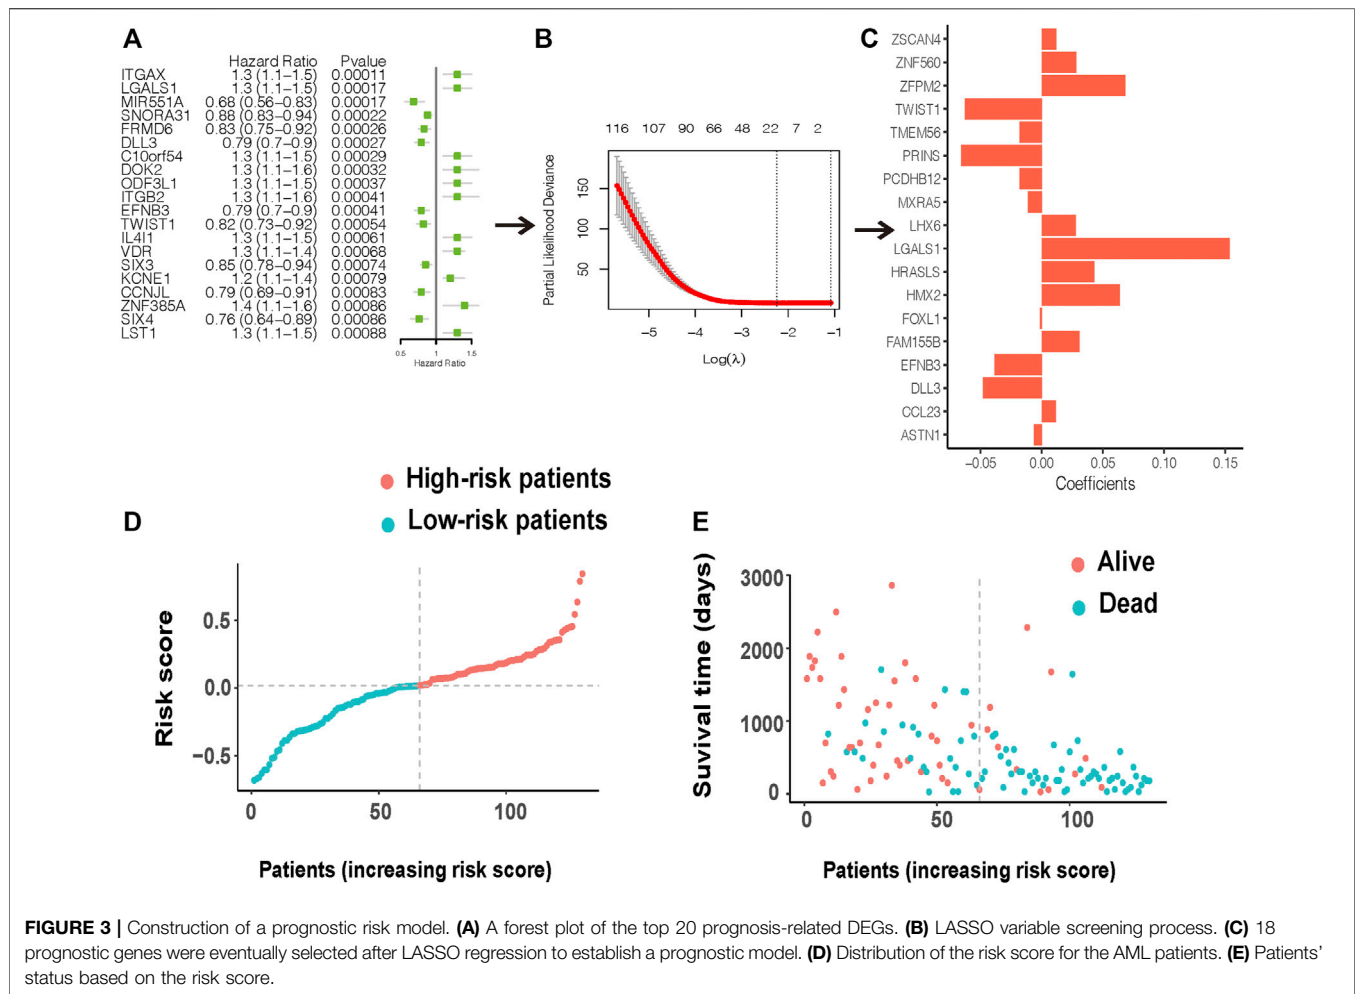 A
Hazard Ratio Pvalue
ITGAX 1.3 (1.1–1.5) 0.00011
LGALS1 1.3 (1.1–1.5) 0.00017
MIR551A 0.68 (0.56–0.83) 0.00017
SNORA31 0.88 (0.83–0.94) 0.00022
FRMD6 0.83 (0.75–0.92) 0.00026
DLL3 0.79 (0.7–0.9) 0.00027
C10orf54 1.3 (1.1–1.5) 0.00029
DOK2 1.3 (1.1–1.6) 0.00032
ODF3L1 1.3 (1.1–1.5) 0.00037
ITGB2 1.3 (1.1–1.6) 0.00041
EFNB3 0.79 (0.7–0.9) 0.00041
TWIST1 0.82 (0.73–0.92) 0.00054
IL4I1 1.3 (1.1–1.5) 0.00061
VDR 1.3 (1.1–1.4) 0.00068
SIX3 0.85 (0.78–0.94) 0.00074
KCNE1 1.2 (1.1–1.4) 0.00079
CCNJL 0.79 (0.69–0.91) 0.00083
ZNF385A 1.4 (1.1–1.6) 0.00086
SIX4 0.76 (0.64–0.89) 0.00086
LST1 1.3 (1.1–1.5) 0.00088
0.5 1 1.5
Hazard Ratio
B
116 107 90 66 48 22 7 2
Partial Likelihood Deviance
150
100
50
−5 −4 −3 −2 −1
Log(λ)
C
ZSCAN4
ZNF560
ZFPM2
TWIST1
TMEM56
PRINS
PCDHB12
MXRA5
LHX6
LGALS1
HRASLS
HMX2
FOXL1
FAM155B
EFNB3
DLL3
CCL23
ASTN1
−0.05 0.00 0.05 0.10 0.15
Coefficients
D
High-risk patients
Low-risk patients
Risk score
0.5
0.0
−0.5
0 50 100
Patients (increasing risk score)
E
Alive
Dead
Suvival time (days)
3000
2000
1000
0
0 50 100
Patients (increasing risk score)
FIGURE 3 | Construction of a prognostic risk model. (A) A forest plot of the top 20 prognosis-related DEGs. (B) LASSO variable screening process. (C) 18
prognostic genes were eventually selected after LASSO regression to establish a prognostic model. (D) Distribution of the risk score for the AML patients. (E) Patients'
status based on the risk score.